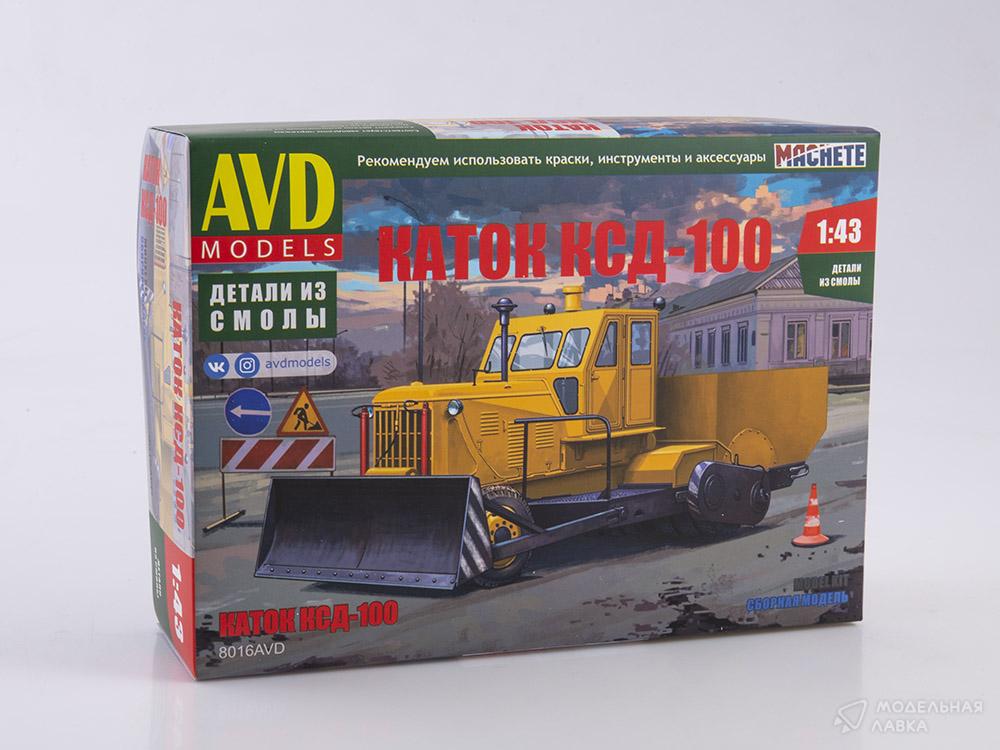 КАТОК
AVD
MODELS
Рекомендуем использовать краски, инструменты и аксессуары
MACHETE
КАТОК КСД-100
1:43
ДЕТАЛИ
ИЗ СМОЛЫ
ДЕТАЛИ ИЗ
СМОЛЫ
avdmodels
КАТОК КСД-100
1:43
MODEL KIT
СБОРНАЯ МОДЕЛЬ
КАТОК КСД-100
8016AVD
МОДЕЛЬНАЯ
ЛАВКА